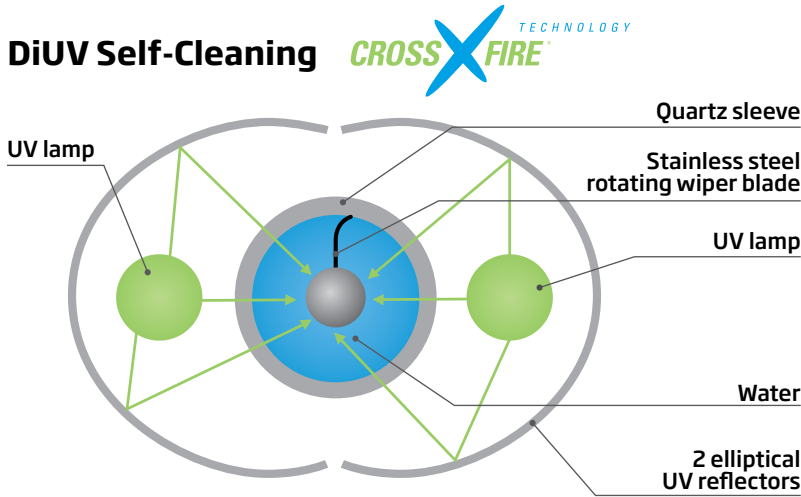 TECHNOLOGY
DiUV Self-Cleaning CROSS X FIRE
Quartz sleeve
UV lamp
Stainless steel
rotating wiper blade
UV lamp
Water
2 elliptical
UV reflectors